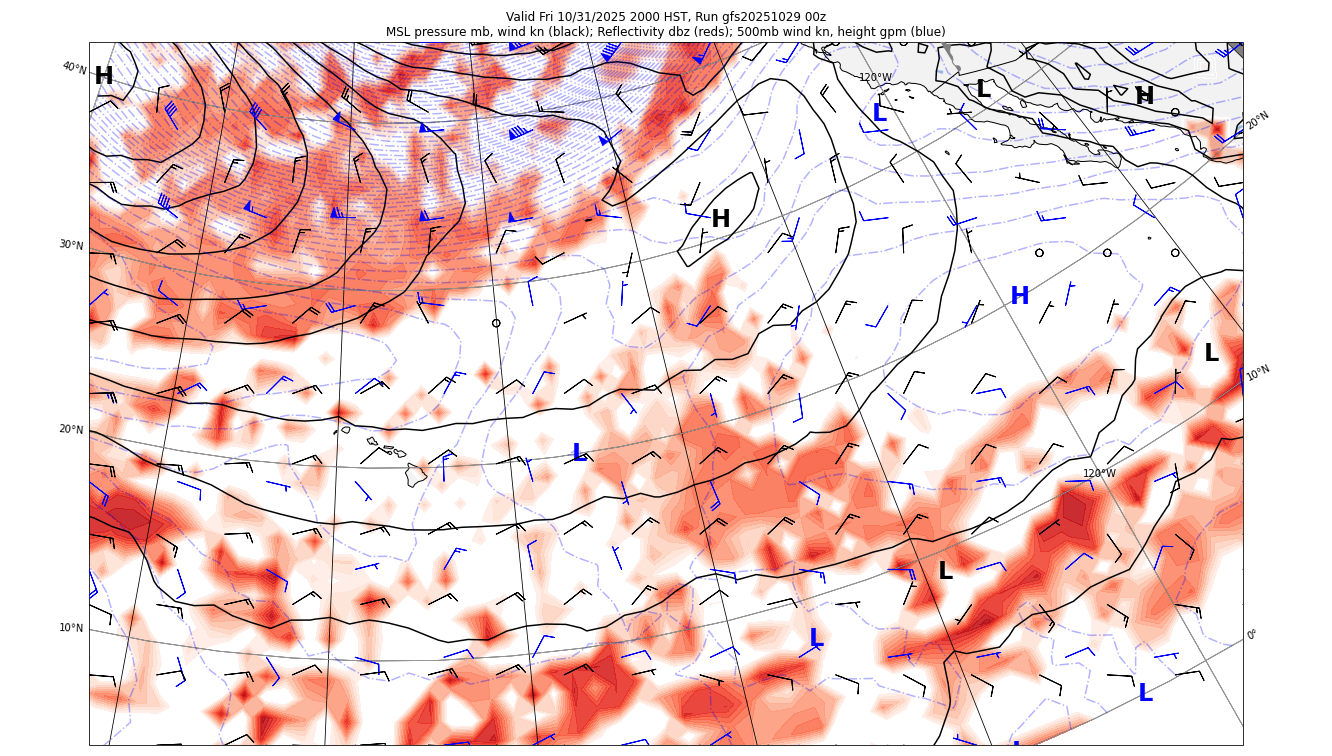 Valid Fri 10/31/2025 2000 HST, Run gfs20251029 00z
MSL pressure mb, wind kn (black); Reflectivity dbz (reds); 500mb wind kn, height gpm (blue)
40°N
H
120°W
L
H
L
20°N
H
30°N
H
L
10°N
20°N
L
120°W
L
10°N
L
0°
L